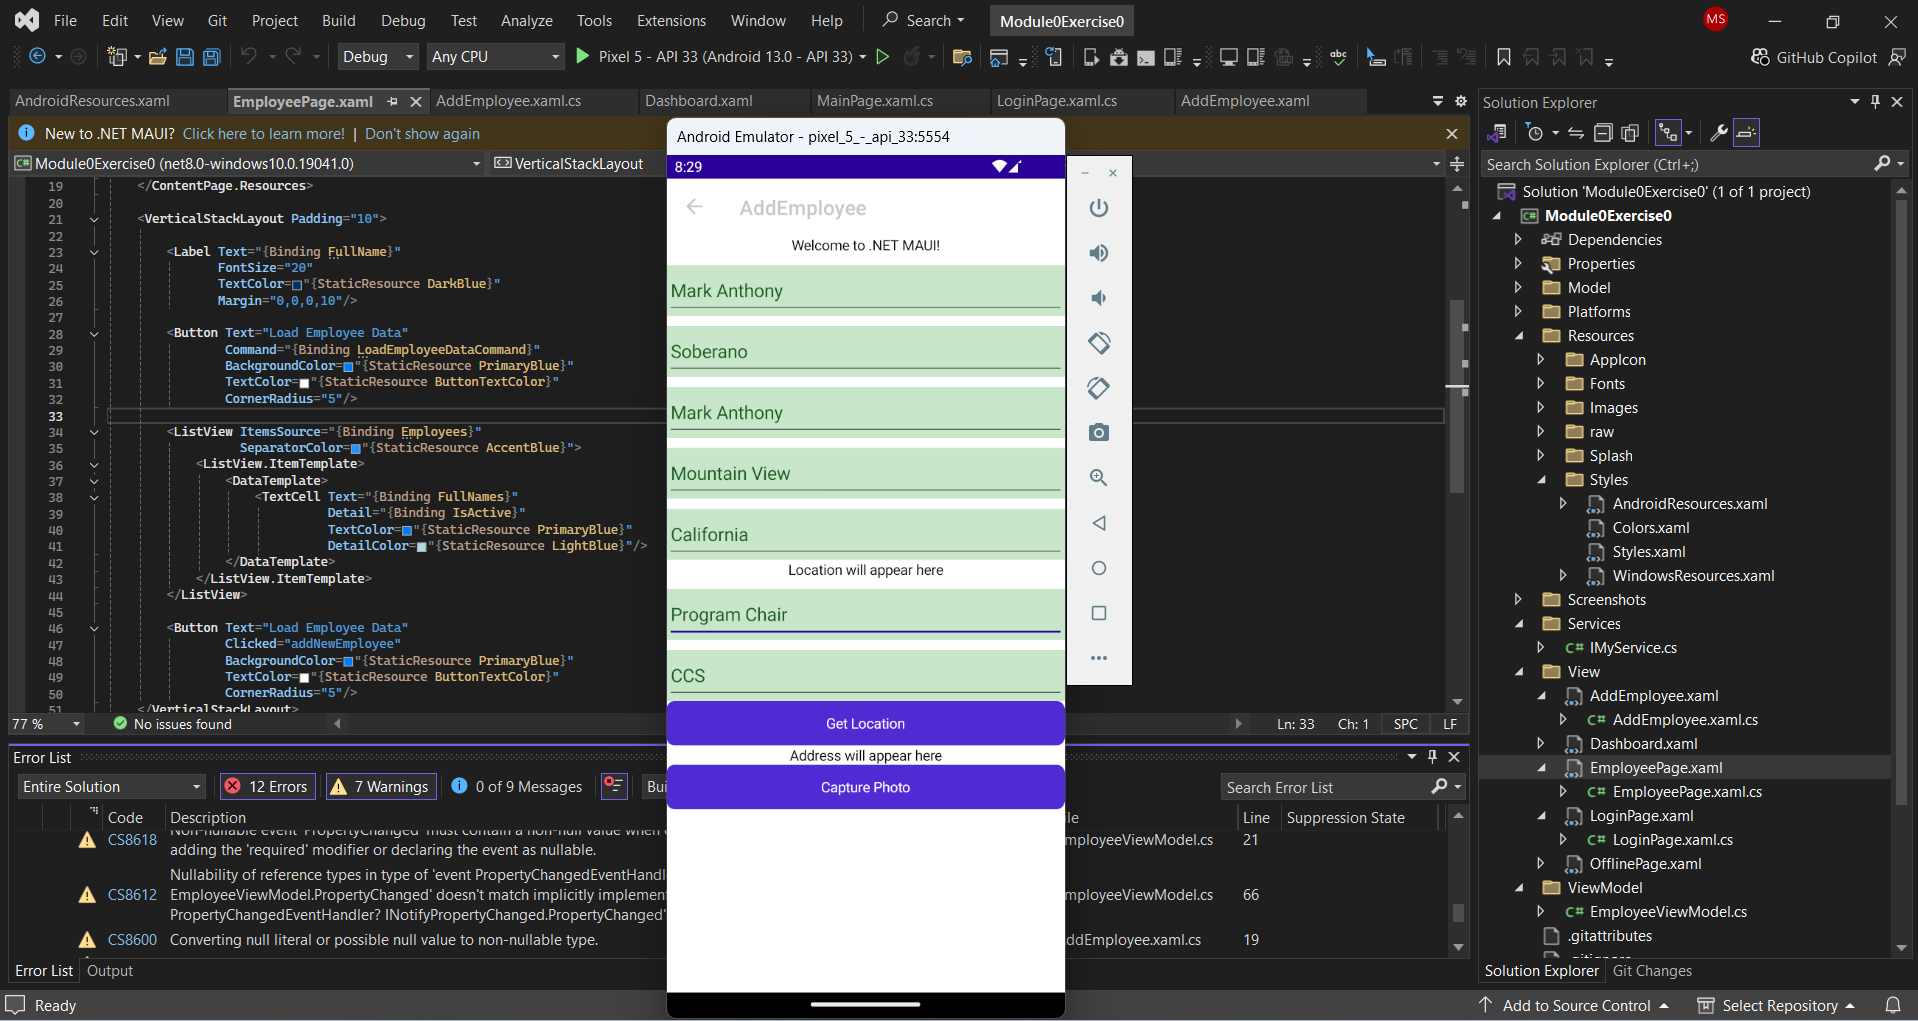 File Edit View Git Project Build Debug Test Analyze Tools Extensions Window Help Search Module0Exercise0 MS
Debug Any CPU Pixel 5 - API 33 (Android 13.0 - API 33) abc GitHub Copilot
AndroidResources.xaml EmployeePage.xaml AddEmployee.xaml.cs Dashboard.xaml MainPage.xaml.cs LoginPage.xaml.cs AddEmployee.xaml
New to .NET MAUI? Click here to learn more! | Don't show again
Module0Exercise0 (net8.0-windows10.0.19041.0) VerticalStackLayout
19 </ContentPage.Resources>
20
21 <VerticalStackLayout Padding="10">
22
23 <Label Text="{Binding FullName}"
24 FontSize="20"
25 TextColor="{StaticResource DarkBlue}"
26 Margin="0,0,0,10"/>
27
28 <Button Text="Load Employee Data"
29 Command="{Binding LoadEmployeeDataCommand}"
30 BackgroundColor="{StaticResource PrimaryBlue}"
31 TextColor="{StaticResource ButtonTextColor}"
32 CornerRadius="5"/>
33
34 <ListView ItemsSource="{Binding Employees}"
35 SeparatorColor="{StaticResource AccentBlue}">
36 <ListView.ItemTemplate>
37 <DataTemplate>
38 <TextCell Text="{Binding FullNames}"
39 Detail="{Binding IsActive}"
40 TextColor="{StaticResource PrimaryBlue}"
41 DetailColor="{StaticResource LightBlue}"/>
42 </DataTemplate>
43 </ListView.ItemTemplate>
44 </ListView>
45
46 <Button Text="Load Employee Data"
47 Clicked="addNewEmployee"
48 BackgroundColor="{StaticResource PrimaryBlue}"
49 TextColor="{StaticResource ButtonTextColor}"
50 CornerRadius="5"/>
51 </VerticalStackLayout>
77 % No issues found Ln: 33 Ch: 1 SPC LF
Android Emulator - pixel_5_-_api_33:5554
8:29
AddEmployee
Welcome to .NET MAUI!
Mark Anthony
Soberano
Mark Anthony
Mountain View
California
Location will appear here
Program Chair
CCS
Get Location
Address will appear here
Capture Photo
Error List
Entire Solution 12 Errors 7 Warnings 0 of 9 Messages Bui Search Error List
Code Description le Line Suppression State
CS8618 Non-nullable event 'PropertyChanged' must contain a non-null value when
adding the 'required' modifier or declaring the event as nullable. mployeeViewModel.cs 21
CS8612 Nullability of reference types in type of 'event PropertyChangedEventHandl
EmployeeViewModel.PropertyChanged' doesn't match implicitly implemen mployeeViewModel.cs 66
PropertyChangedEventHandler? INotifyPropertyChanged.PropertyChanged'
CS8600 Converting null literal or possible null value to non-nullable type. ddEmployee.xaml.cs 19
Error List Output
Solution Explorer
Search Solution Explorer (Ctrl+;)
Solution 'Module0Exercise0' (1 of 1 project)
Module0Exercise0
Dependencies
Properties
Model
Platforms
Resources
AppIcon
Fonts
Images
raw
Splash
Styles
AndroidResources.xaml
Colors.xaml
Styles.xaml
WindowsResources.xaml
Screenshots
Services
C# IMyService.cs
View
AddEmployee.xaml
C# AddEmployee.xaml.cs
Dashboard.xaml
EmployeePage.xaml
C# EmployeePage.xaml.cs
LoginPage.xaml
C# LoginPage.xaml.cs
OfflinePage.xaml
ViewModel
C# EmployeeViewModel.cs
.gitattributes
Solution Explorer Git Changes
Ready Add to Source Control Select Repository